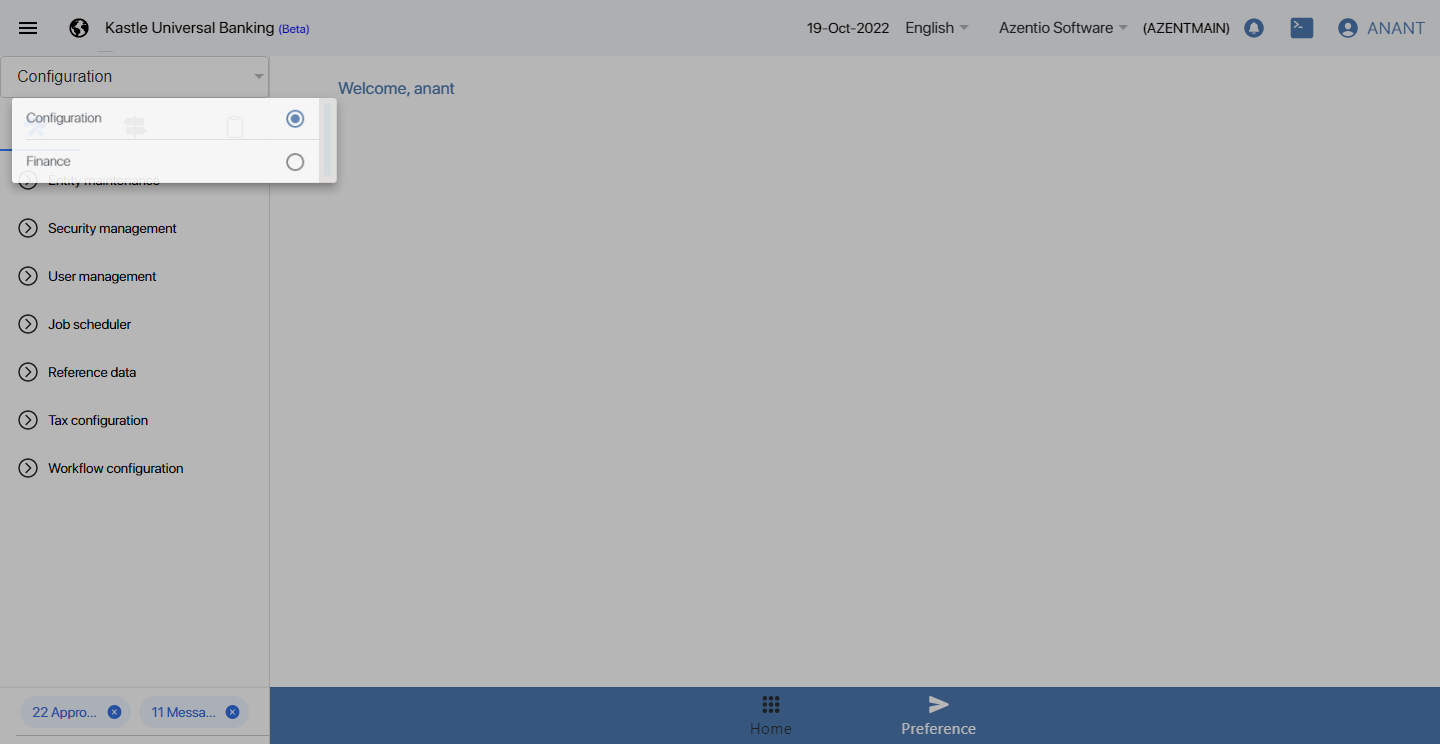 Kastle Universal Banking (Beta)
19-Oct-2022 English Azentio Software (AZENTMAIN) ANANT
Configuration
Welcome, anant
Configuration
Finance
Entity maintenance
Security management
User management
Job scheduler
Reference data
Tax configuration
Workflow configuration
22 Appro... 11 Messa...
Home Preference